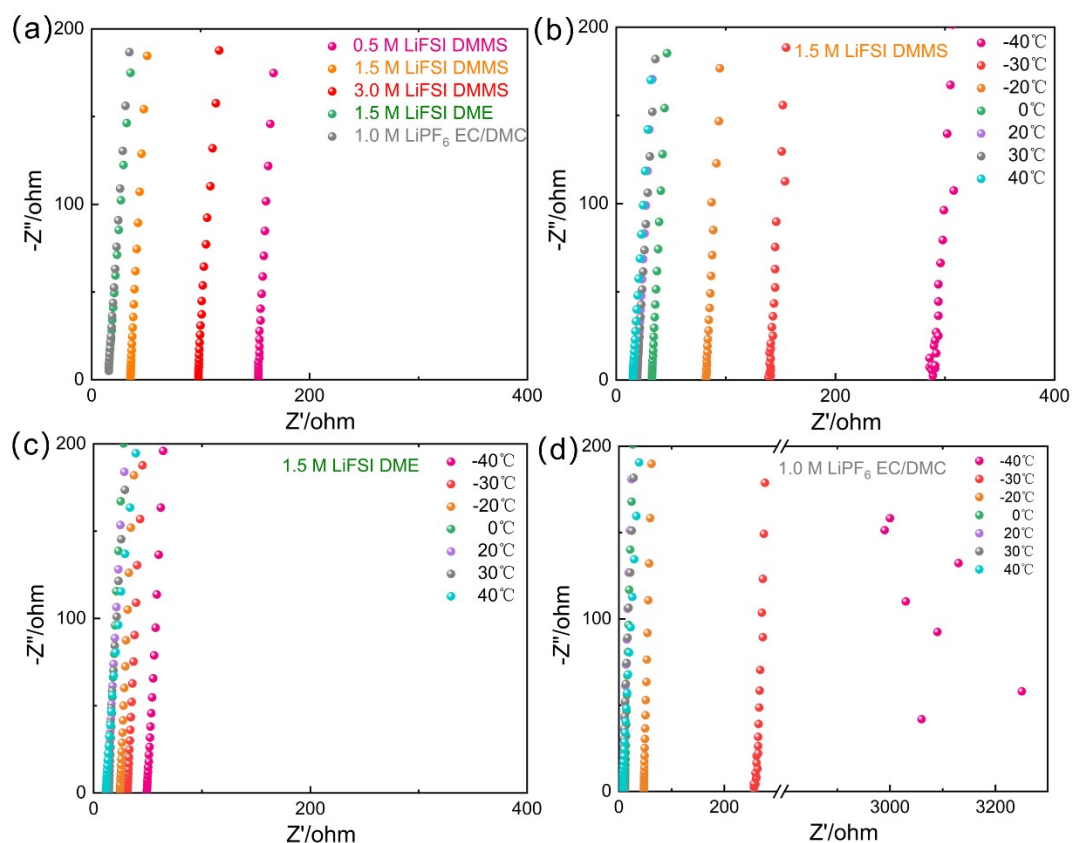 (a)
200
100
0
0
200
400
-Z''/ohm
Z'/ohm
0.5 M LiFSI DMMS
1.5 M LiFSI DMMS
3.0 M LiFSI DMMS
1.5 M LiFSI DME
1.0 M LiPF₆ EC/DMC
(b)
200
100
0
0
200
400
-Z''/ohm
Z'/ohm
1.5 M LiFSI DMMS
-40℃
-30℃
-20℃
0℃
20℃
30℃
40℃
(c)
200
100
0
0
200
400
-Z''/ohm
Z'/ohm
1.5 M LiFSI DME
-40℃
-30℃
-20℃
0℃
20℃
30℃
40℃
(d)
200
100
0
0
200
3000
3200
-Z''/ohm
Z'/ohm
1.0 M LiPF₆ EC/DMC
-40℃
-30℃
-20℃
0℃
20℃
30℃
40℃